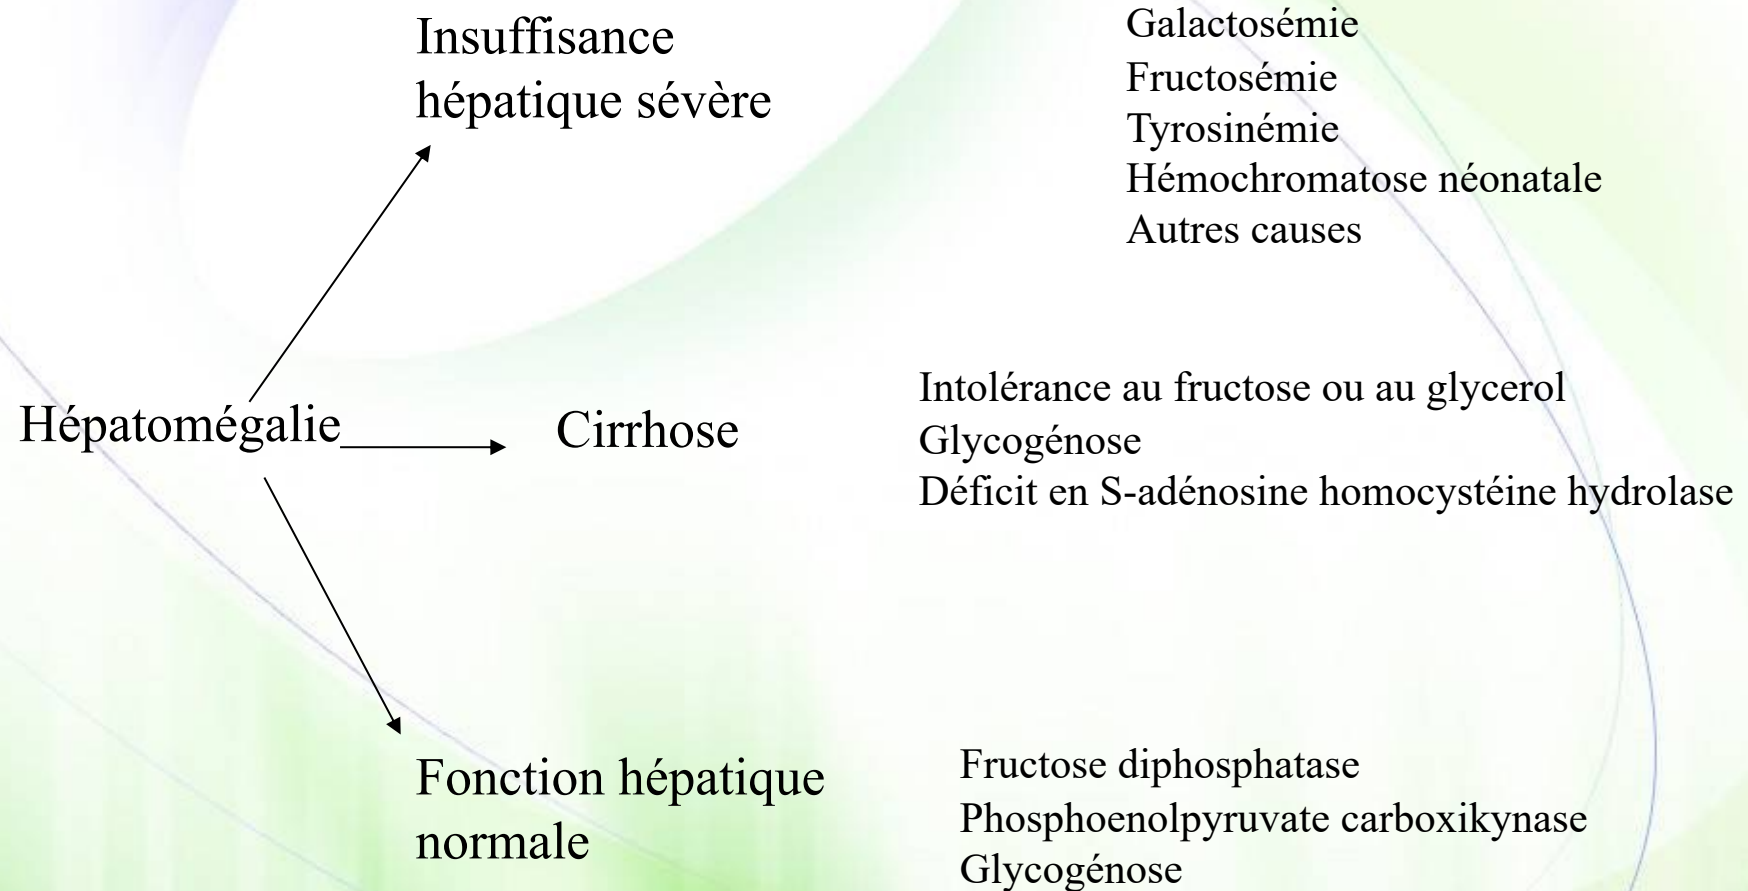 Insuffisance
hépatique sévère
Galactosémie
Fructosémie
Tyrosinémie
Hémochromatose néonatale
Autres causes
Hépatomégalie
Cirrhose
Intolérance au fructose ou au glycerol
Glycogénose
Déficit en S-adénosine homocystéine hydrolase
Fonction hépatique
normale
Fructose diphosphatase
Phosphoenolpyruvate carboxikynase
Glycogénose